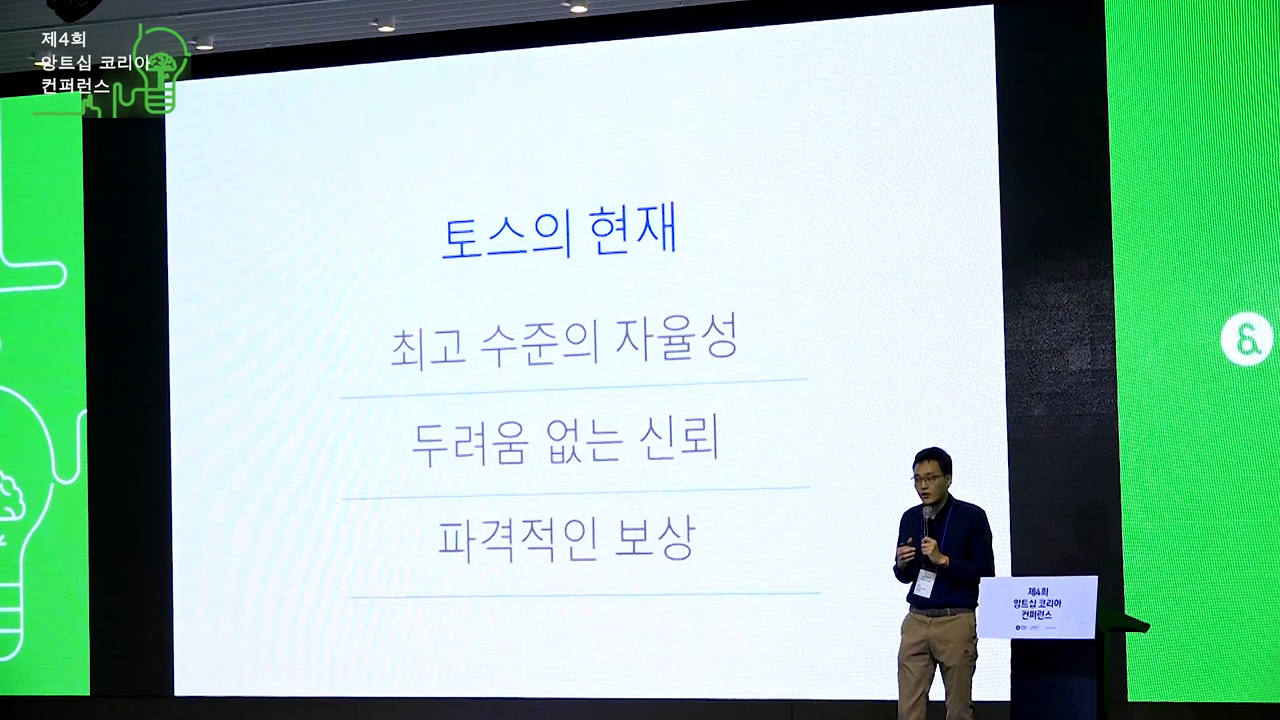 제4회
앙트십 코리아
컨퍼런스
토스의 현재
최고 수준의 자율성
두려움 없는 신뢰
파격적인 보상
&
제4회
앙트십 코리아
컨퍼런스